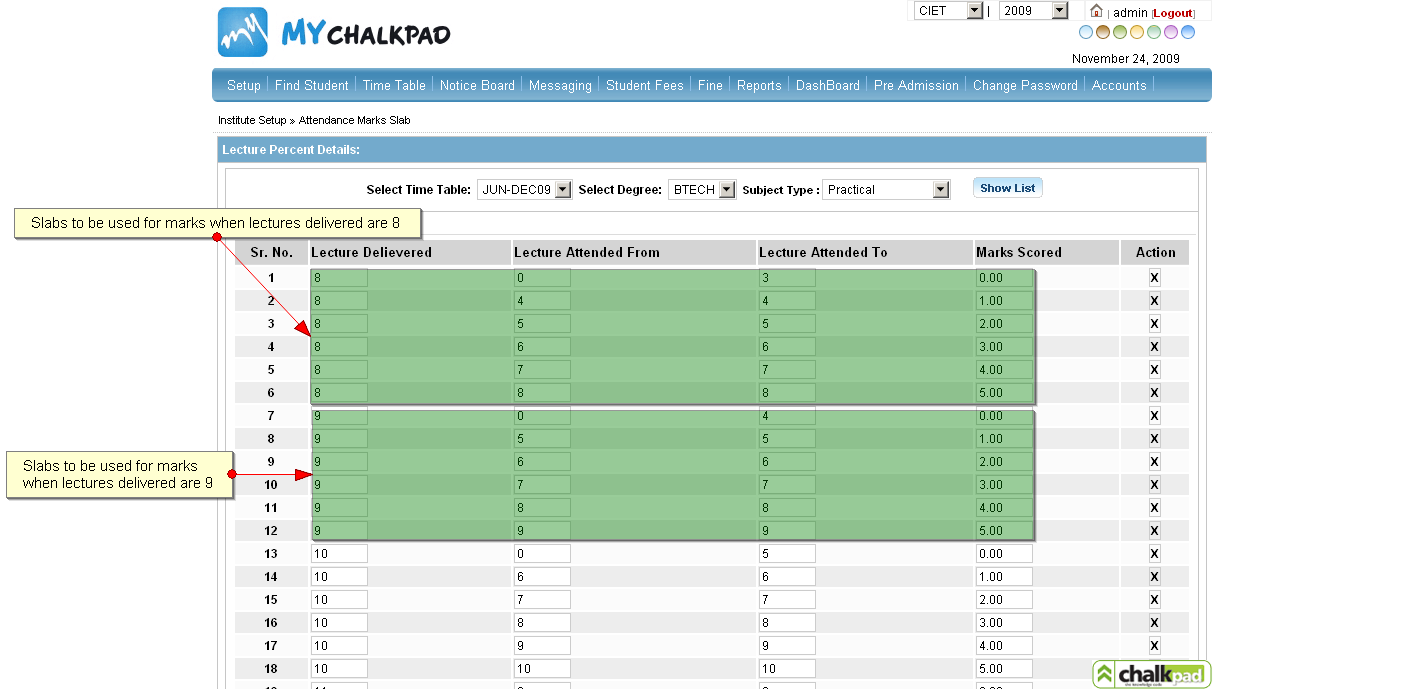 MYCHALKPAD
CIET | 2009 | admin [Logout]
November 24, 2009
Setup Find Student Time Table Notice Board Messaging Student Fees Fine Reports DashBoard Pre Admission Change Password Accounts
Institute Setup » Attendance Marks Slab
Lecture Percent Details:
Select Time Table: JUN-DEC09 Select Degree: BTECH Subject Type : Practical Show List
Slabs to be used for marks when lectures delivered are 8
Sr. No. Lecture Delievered Lecture Attended From Lecture Attended To Marks Scored Action
1 8 0 3 0.00 X
2 8 4 4 1.00 X
3 8 5 5 2.00 X
4 8 6 6 3.00 X
5 8 7 7 4.00 X
6 8 8 8 5.00 X
7 9 0 4 0.00 X
8 9 5 5 1.00 X
Slabs to be used for marks
when lectures delivered are 9
9 9 6 6 2.00 X
10 9 7 7 3.00 X
11 9 8 8 4.00 X
12 9 9 9 5.00 X
13 10 0 5 0.00 X
14 10 6 6 1.00 X
15 10 7 7 2.00 X
16 10 8 8 3.00 X
17 10 9 9 4.00 X
18 10 10 10 5.00
chalkpad